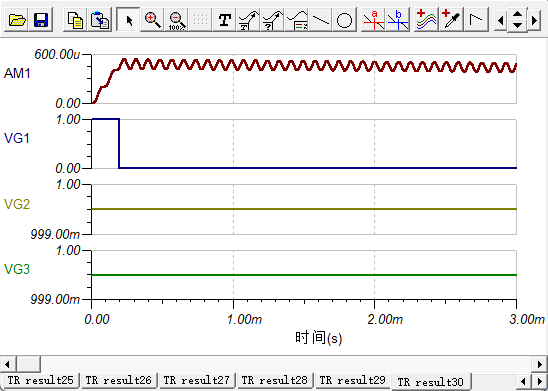 T 100% ? a b
600.00u
AM1
0.00
1.00
VG1
0.00
1.00
VG2
999.00m
1.00
VG3
999.00m
0.00 1.00m 2.00m 3.00m
时间(s)
TR result25 TR result26 TR result27 TR result28 TR result29 TR result30